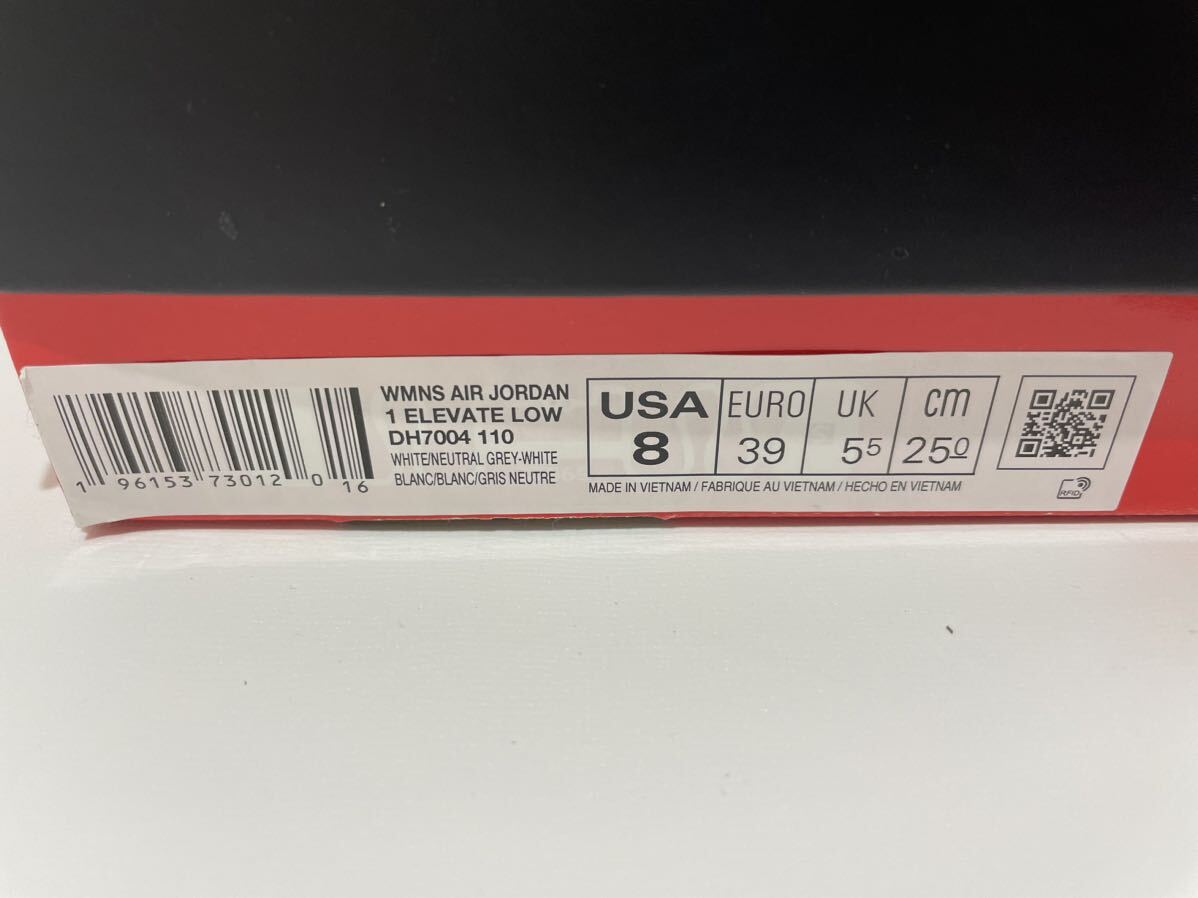 WMNS AIR JORDAN
1 ELEVATE LOW
DH7004 110
WHITE/NEUTRAL GREY-WHITE
BLANC/BLANC/GRIS NEUTRE
1 96153 73012 0 16
USA EURO UK cm
8 39 55 250
MADE IN VIETNAM / FABRIQUE AU VIETNAM / HECHO EN VIETNAM
RFID